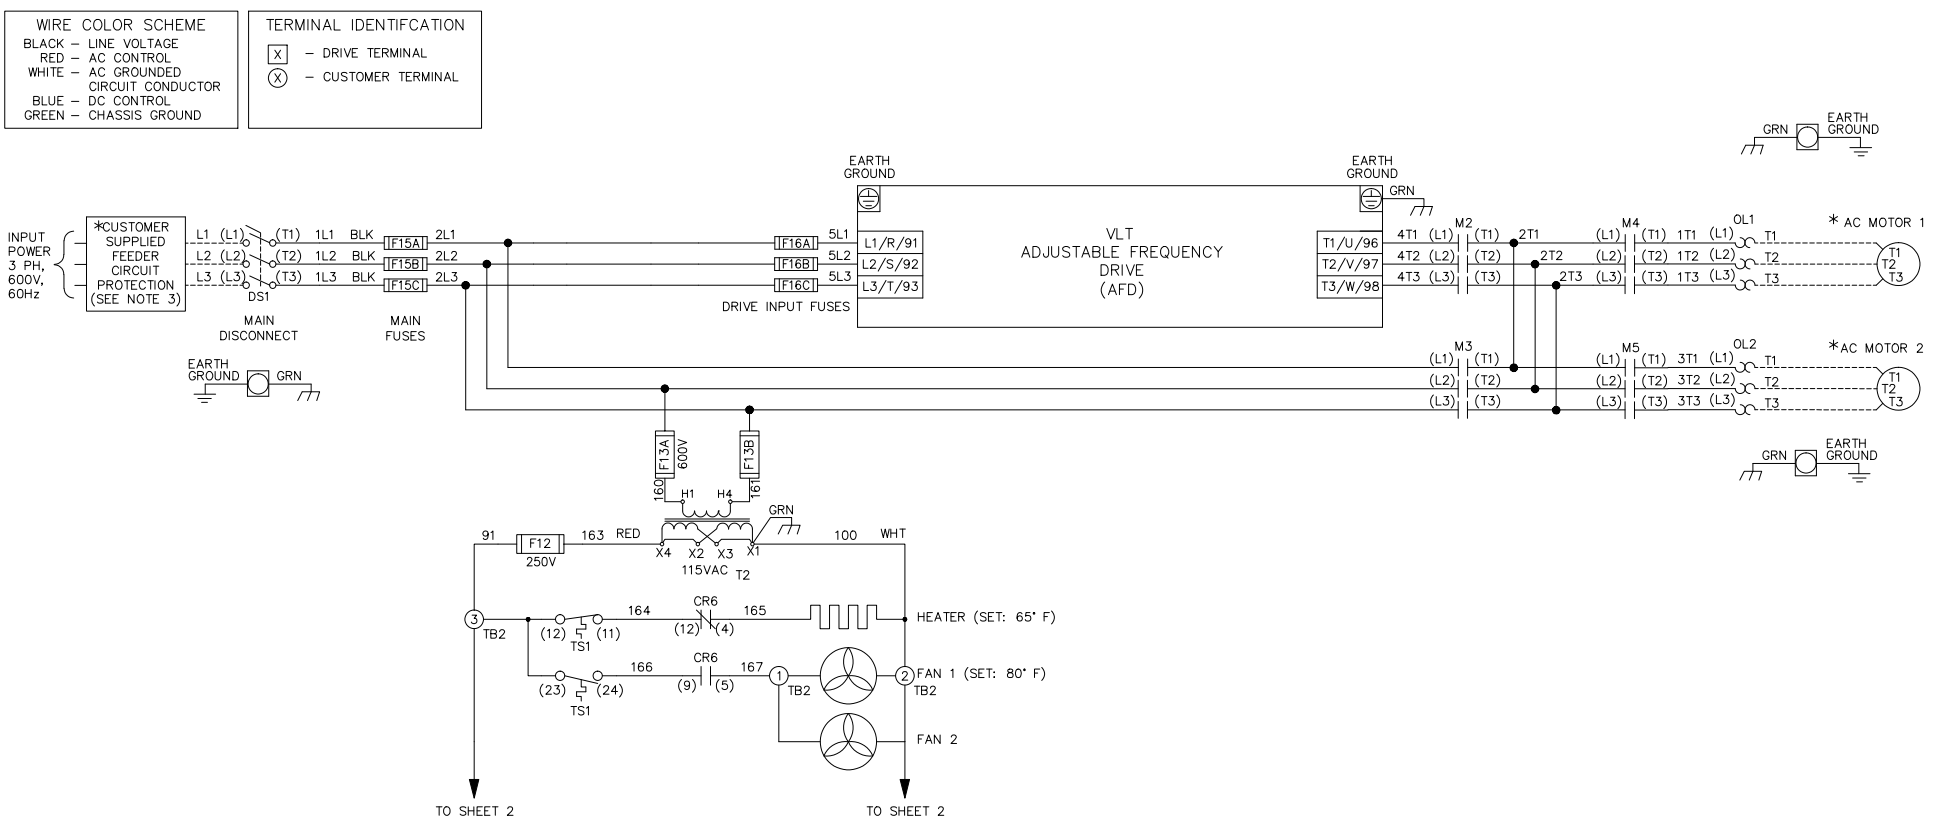 WIRE COLOR SCHEME
BLACK – LINE VOLTAGE
RED – AC CONTROL
WHITE – AC GROUNDED
CIRCUIT CONDUCTOR
BLUE – DC CONTROL
GREEN – CHASSIS GROUND
TERMINAL IDENTIFCATION
X – DRIVE TERMINAL
X – CUSTOMER TERMINAL
GRN
EARTH
GROUND
EARTH
GROUND
EARTH
GROUND
GRN
INPUT
POWER
3 PH,
600V,
60Hz
*CUSTOMER
SUPPLIED
FEEDER
CIRCUIT
PROTECTION
(SEE NOTE 3)
L1 (L1) (T1) 1L1 BLK F15A 2L1 F16A 5L1 L1/R/91
L2 (L2) (T2) 1L2 BLK F15B 2L2 F16B 5L2 L2/S/92
L3 (L3) (T3) 1L3 BLK F15C 2L3 F16C 5L3 L3/T/93
DS1
MAIN
DISCONNECT
MAIN
FUSES
DRIVE INPUT FUSES
VLT
ADJUSTABLE FREQUENCY
DRIVE
(AFD)
M2 M4 OL1 * AC MOTOR 1
T1/U/96 4T1 (L1) (T1) 2T1 (L1) (T1) 1T1 (L1) T1
T2/V/97 4T2 (L2) (T2) 2T2 (L2) (T2) 1T2 (L2) T2
T3/W/98 4T3 (L3) (T3) 2T3 (L3) (T3) 1T3 (L3) T3
T1
T2
T3
EARTH
GROUND
GRN
M3 M5 OL2 *AC MOTOR 2
(L1) (T1) (L1) (T1) 3T1 (L1) T1
(L2) (T2) (L2) (T2) 3T2 (L2) T2
(L3) (T3) (L3) (T3) 3T3 (L3) T3
T1
T2
T3
GRN
EARTH
GROUND
F13A
600V
F13B
160
161
H1 H4
GRN
91 F12 163 RED
250V
X4 X2 X3 X1
100 WHT
115VAC T2
3 TB2
(12) (11) 164 CR6 (12) (4) 165
TS1
HEATER (SET: 65° F)
(23) (24) 166 CR6 (9) (5) 167 1 TB2
TS1
2 FAN 1 (SET: 80° F)
TB2
FAN 2
TO SHEET 2
TO SHEET 2